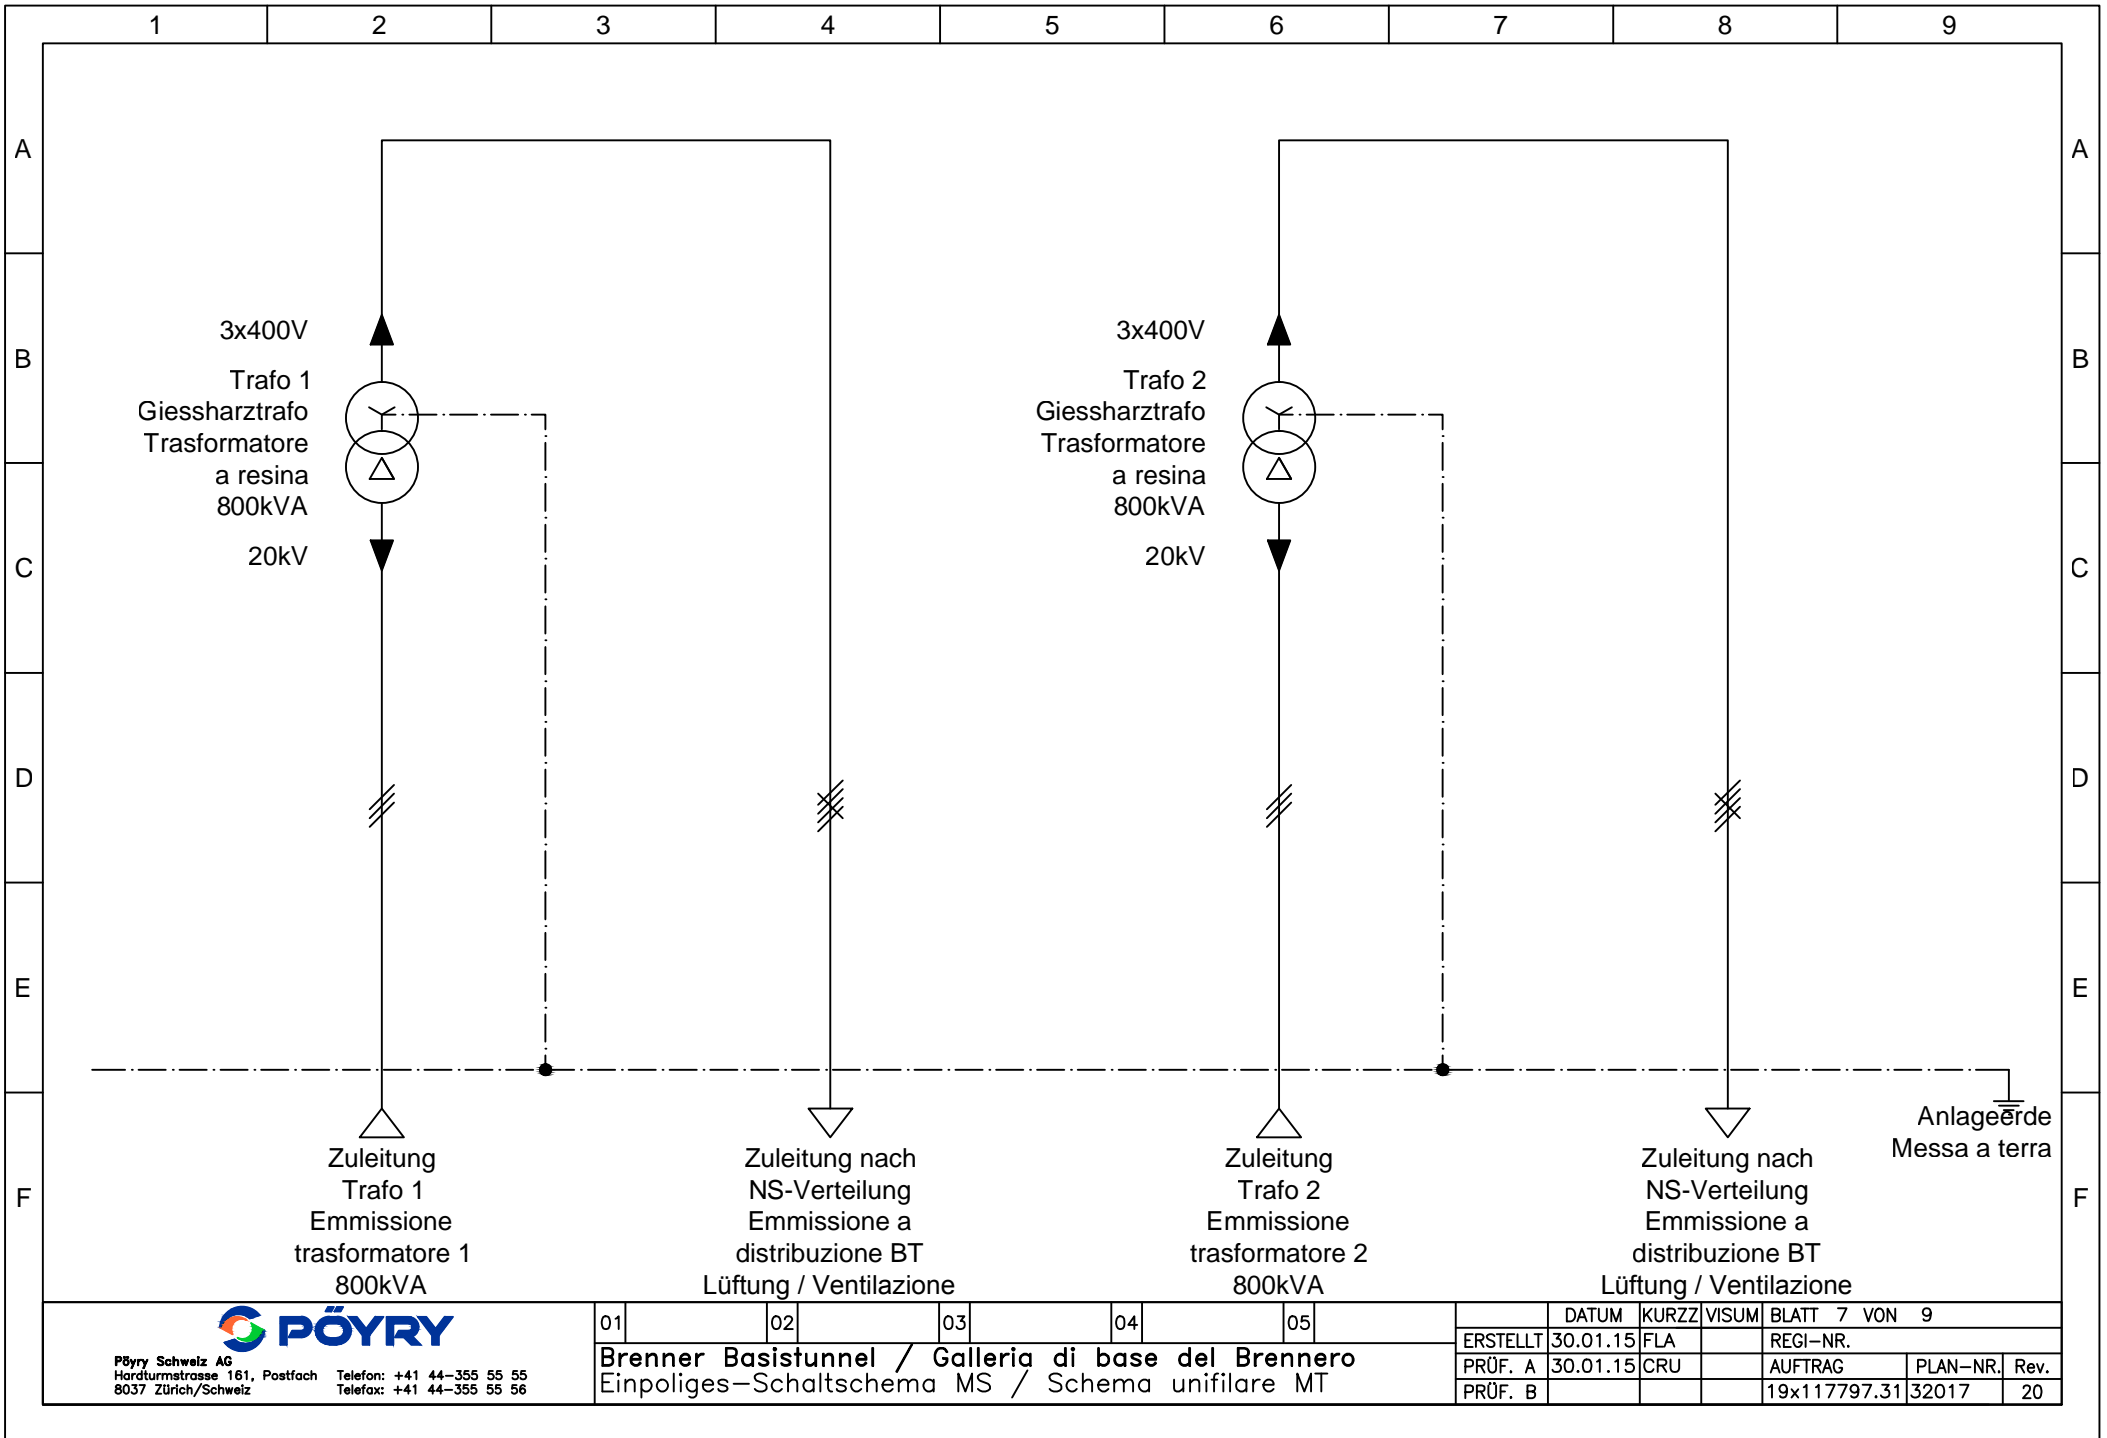 1 2 3 4 5 6 7 8 9
A A
B B
C C
D D
E E
F F
3x400V
Trafo 1
Giessharztrafo
Trasformatore
a resina
800kVA
20kV
3x400V
Trafo 2
Giessharztrafo
Trasformatore
a resina
800kVA
20kV
Zuleitung
Trafo 1
Emmissione
trasformatore 1
800kVA
Zuleitung nach
NS-Verteilung
Emmissione a
distribuzione BT
Lüftung / Ventilazione
Zuleitung
Trafo 2
Emmissione
trasformatore 2
800kVA
Zuleitung nach
NS-Verteilung
Emmissione a
distribuzione BT
Lüftung / Ventilazione
Anlageerde
Messa a terra
PÖYRY
Pöyry Schweiz AG
Hardturmstrasse 161, Postfach Telefon: +41 44-355 55 55
8037 Zürich/Schweiz Telefax: +41 44-355 55 56
01 02 03 04 05
Brenner Basistunnel / Galleria di base del Brennero
Einpoliges-Schaltschema MS / Schema unifilare MT
DATUM KURZZ VISUM BLATT 7 VON 9
ERSTELLT 30.01.15 FLA REGI-NR.
PRÜF. A 30.01.15 CRU AUFTRAG PLAN-NR. Rev.
PRÜF. B 19x117797.31 32017 20